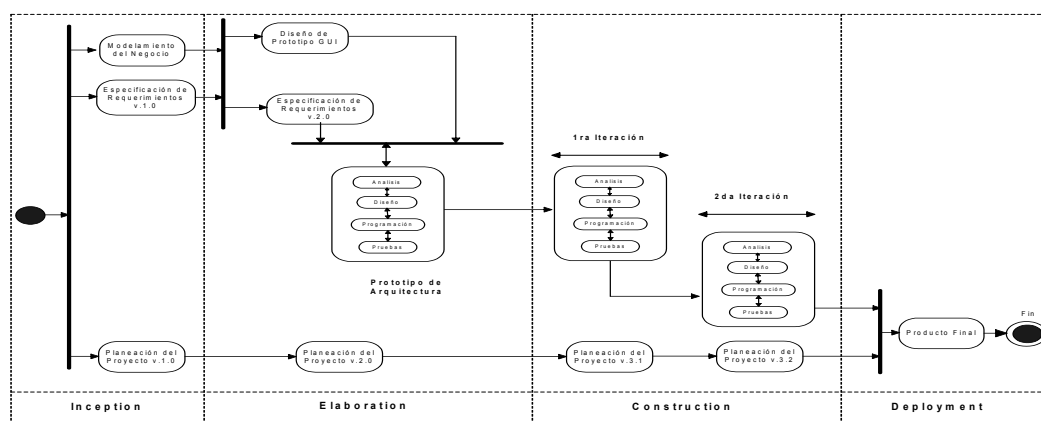 Modelamiento
del Negocio
Especificación de
Requerimientos
v.1.0
Diseño de
Prototipo GUI
Especificación de
Requerimientos
v.2.0
Analisis
Diseño
Programación
Pruebas
Prototipo de
Arquitectura
1ra Iteración
Analisis
Diseño
Programación
Pruebas
2da Iteración
Analisis
Diseño
Programación
Pruebas
Planeación del
Proyecto v.1.0
Planeación del
Proyecto v.2.0
Planeación del
Proyecto v.3.1
Planeación del
Proyecto v.3.2
Producto Final
Fin
Inception
Elaboration
Construction
Deployment